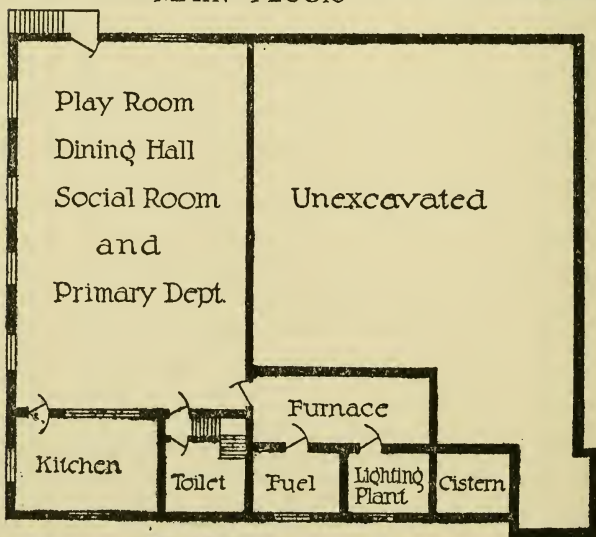 Play Room
Dining Hall
Social Room
and
Primary Dept.
Unexcavated
Furnace
Kitchen
Toilet
Fuel
Lighting
Plant
Cistern